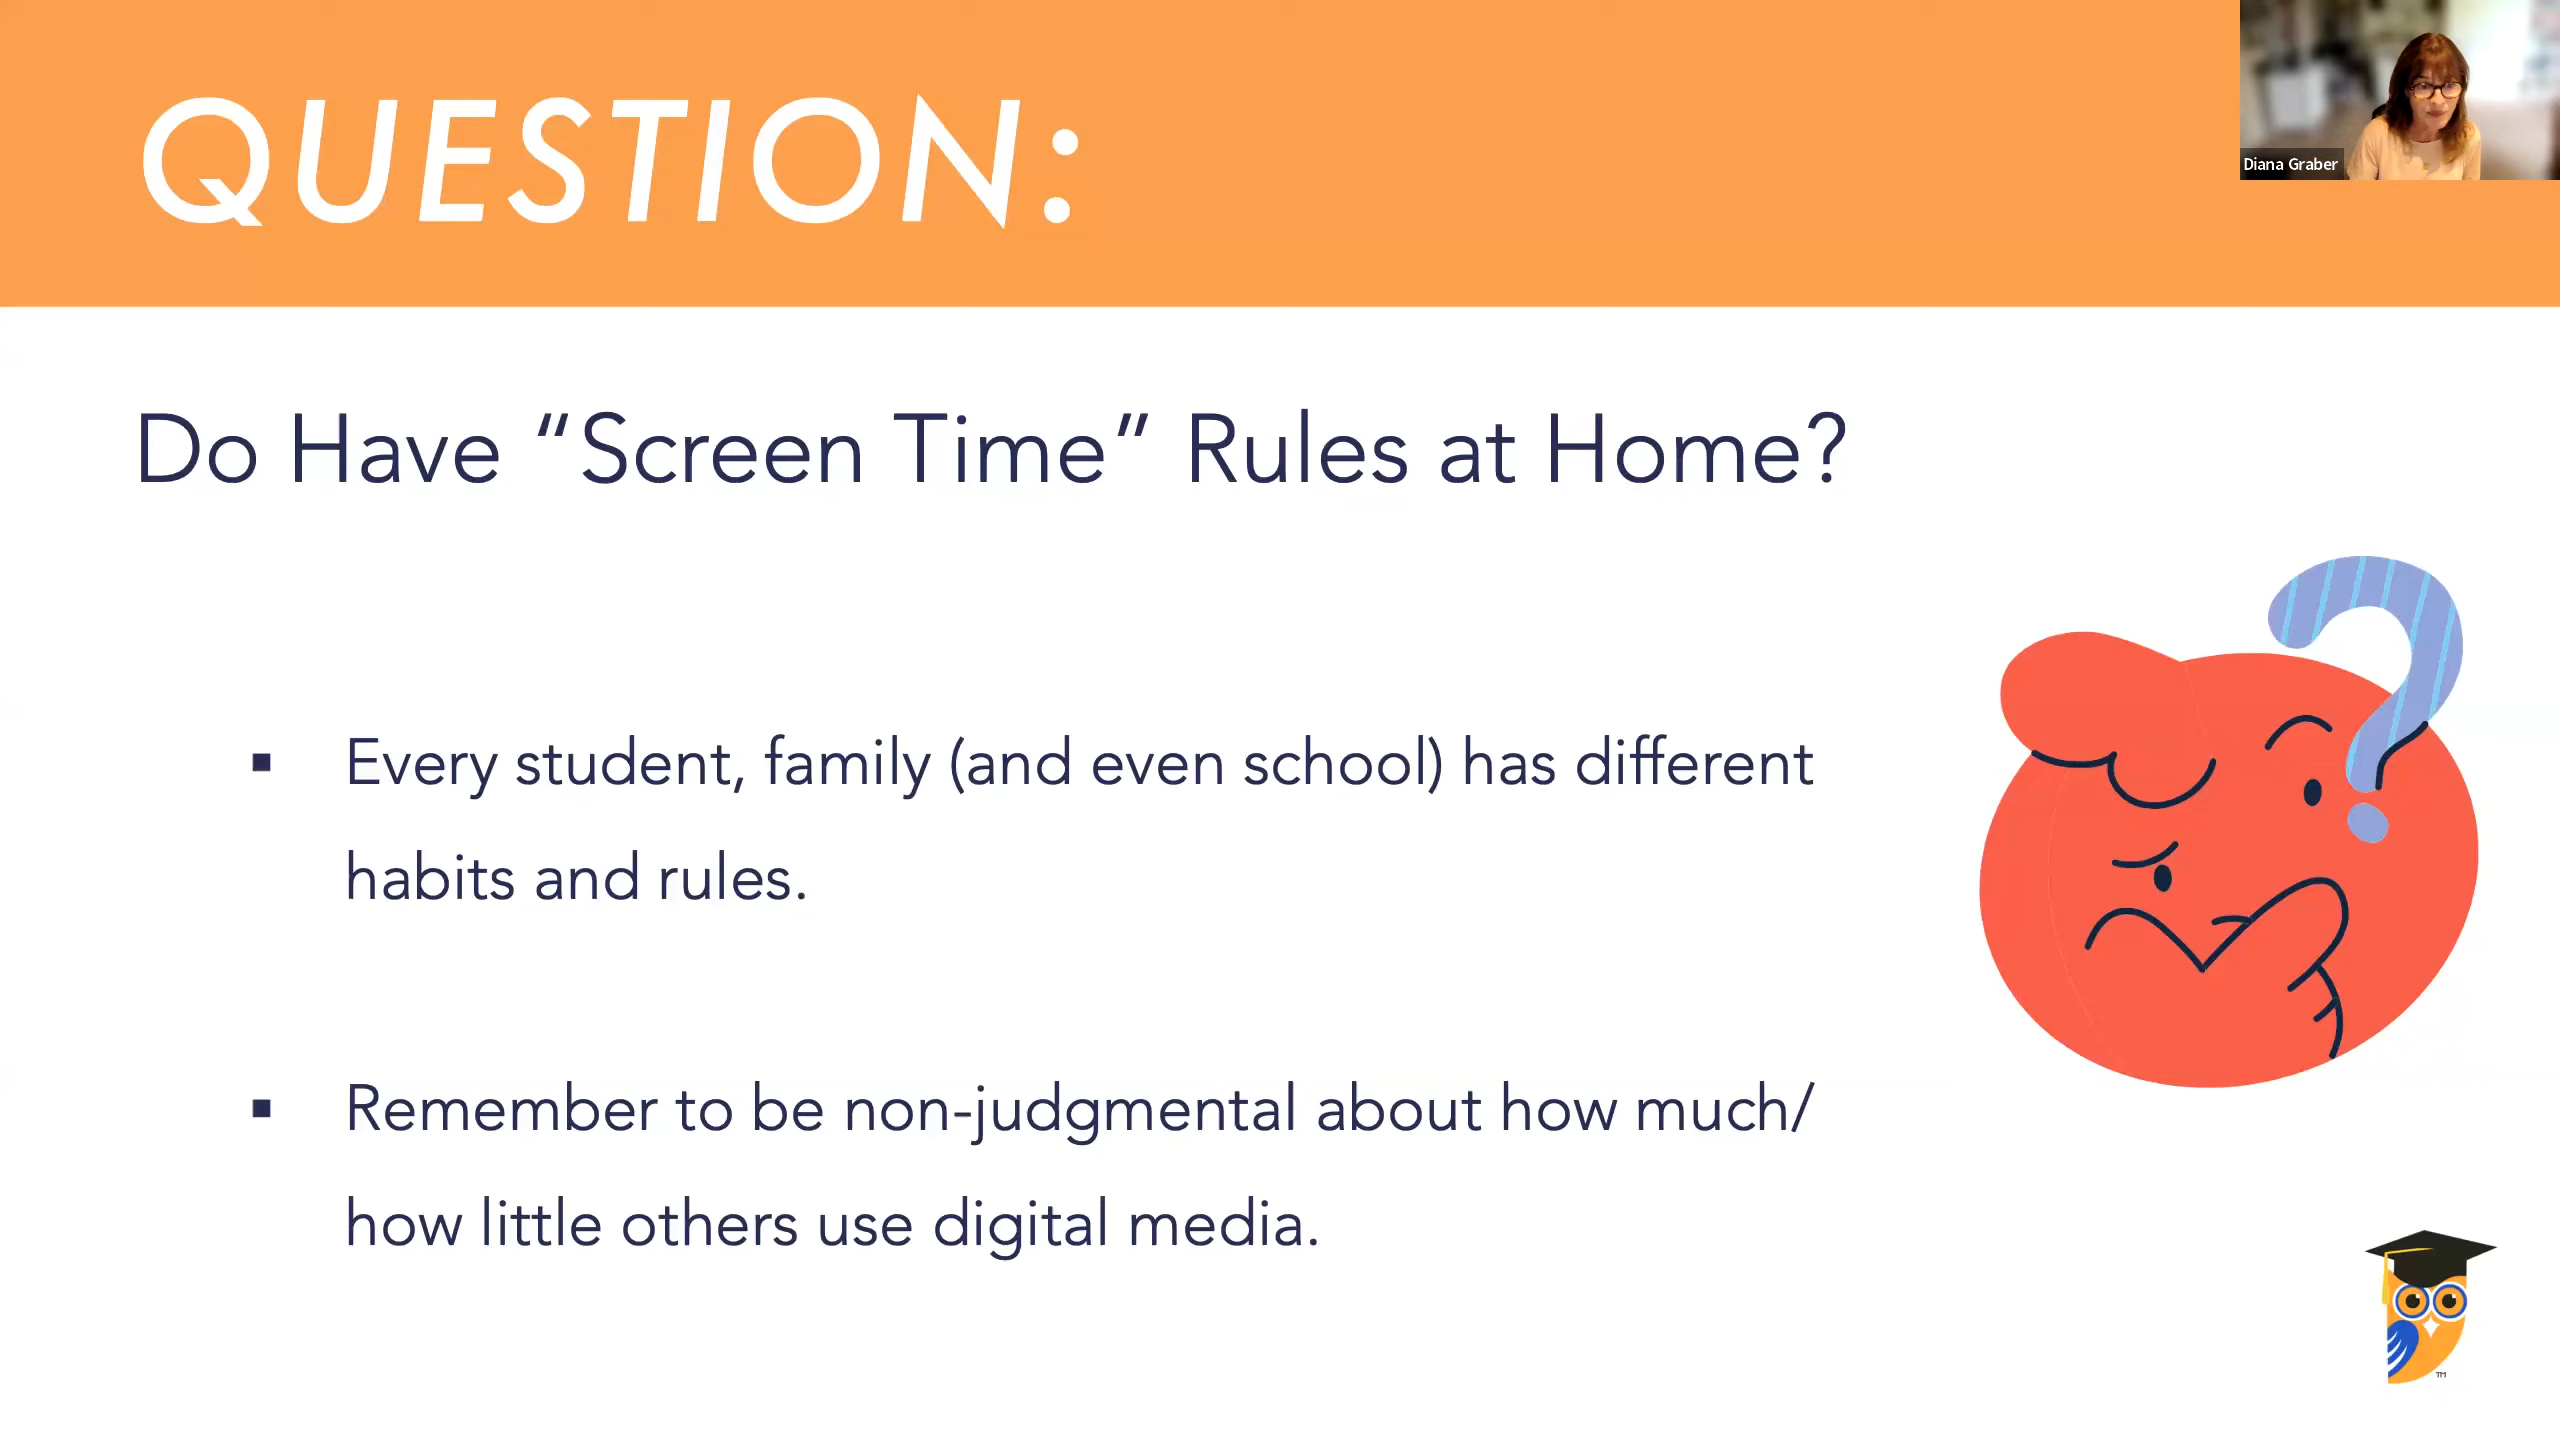 QUESTION:
Diana Graber
Do Have “Screen Time” Rules at Home?
▪ Every student, family (and even school) has different
habits and rules.
▪ Remember to be non-judgmental about how much/
how little others use digital media.
TM